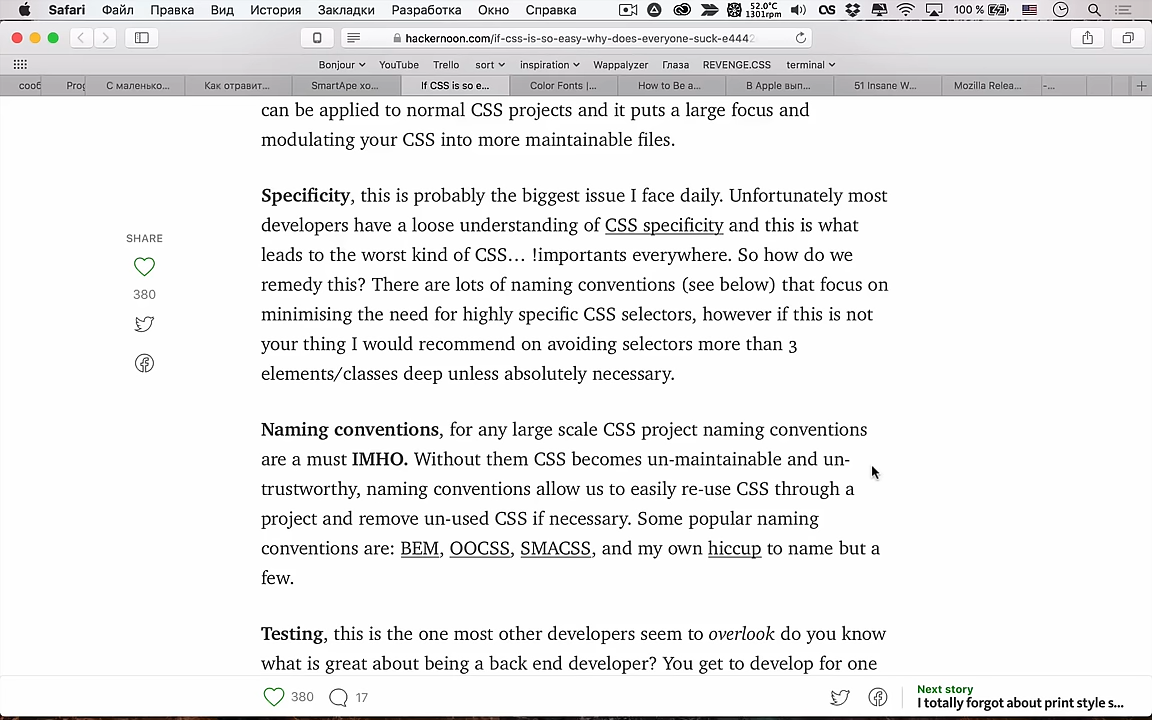 Safari Файл Правка Вид История Закладки Разработка Окно Справка 52.0°C 1301rpm 100 %
hackernoon.com/if-css-is-so-easy-why-does-everyone-suck-e4442
Bonjour YouTube Trello sort inspiration Wappalyzer Глаза REVENGE.CSS terminal
сооб Prog С маленько... Как отравит... SmartApe хо... If CSS is so e... Color Fonts |... How to Be a... В Apple вып... 51 Insane W... Mozilla Relea... -...
can be applied to normal CSS projects and it puts a large focus and
modulating your CSS into more maintainable files.
Specificity, this is probably the biggest issue I face daily. Unfortunately most
developers have a loose understanding of CSS specificity and this is what
leads to the worst kind of CSS… !importants everywhere. So how do we
remedy this? There are lots of naming conventions (see below) that focus on
minimising the need for highly specific CSS selectors, however if this is not
your thing I would recommend on avoiding selectors more than 3
elements/classes deep unless absolutely necessary.
SHARE
380
Naming conventions, for any large scale CSS project naming conventions
are a must IMHO. Without them CSS becomes un-maintainable and un-
trustworthy, naming conventions allow us to easily re-use CSS through a
project and remove un-used CSS if necessary. Some popular naming
conventions are: BEM, OOCSS, SMACSS, and my own hiccup to name but a
few.
Testing, this is the one most other developers seem to overlook do you know
what is great about being a back end developer? You get to develop for one
380 17
Next story
I totally forgot about print style s...